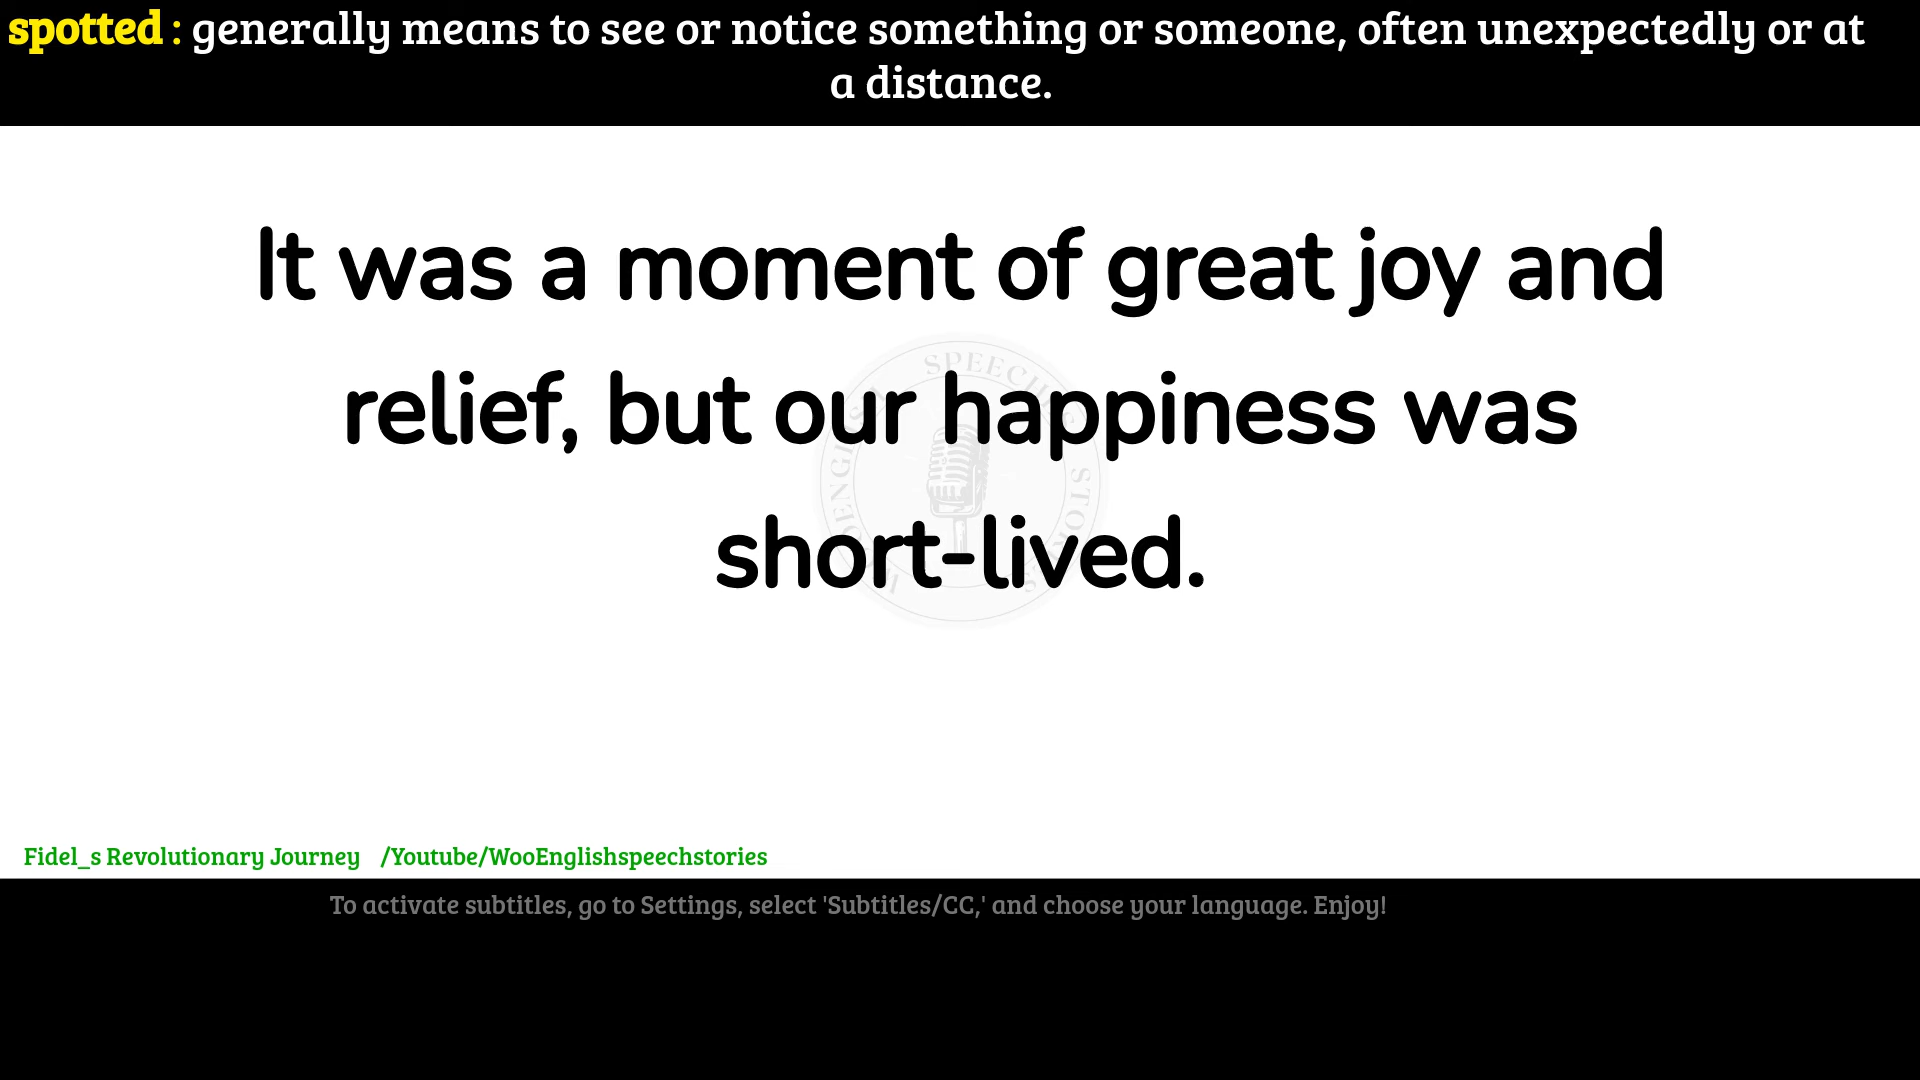 spotted : generally means to see or notice something or someone, often unexpectedly or at
a distance.
It was a moment of great joy and
relief, but our happiness was
short-lived.
Fidel_s Revolutionary Journey /Youtube/WooEnglishspeechstories
To activate subtitles, go to Settings, select 'Subtitles/CC,' and choose your language. Enjoy!